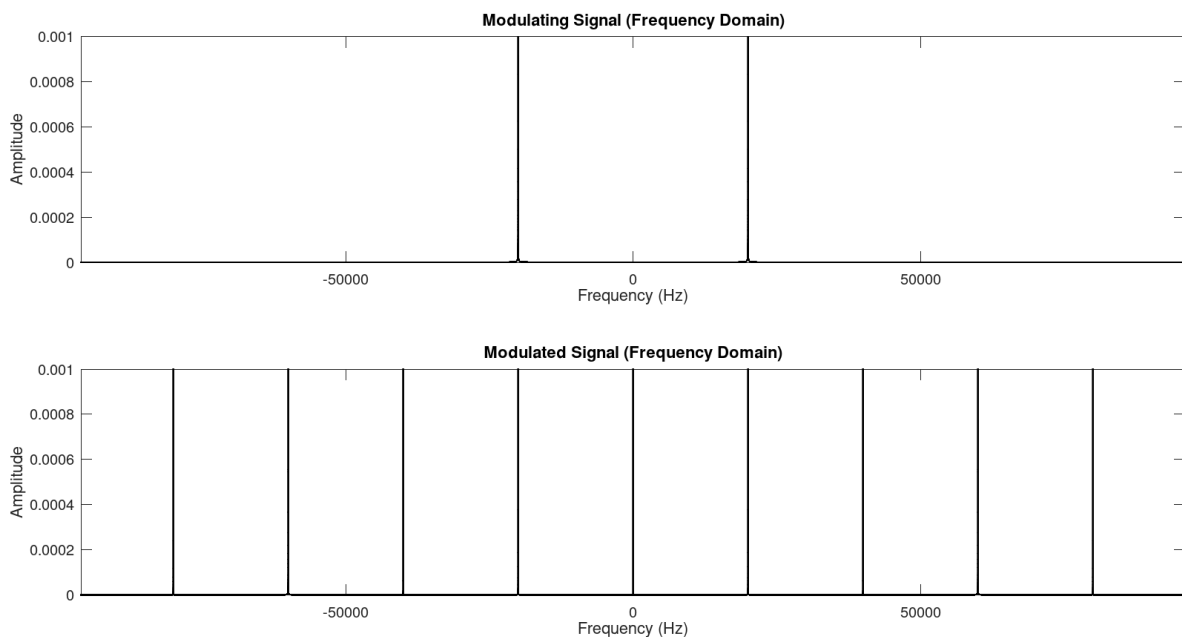 Modulating Signal (Frequency Domain)
0.001
0.0008
0.0006
0.0004
0.0002
0
Amplitude
-50000 0 50000
Frequency (Hz)
Modulated Signal (Frequency Domain)
0.001
0.0008
0.0006
0.0004
0.0002
0
Amplitude
-50000 0 50000
Frequency (Hz)